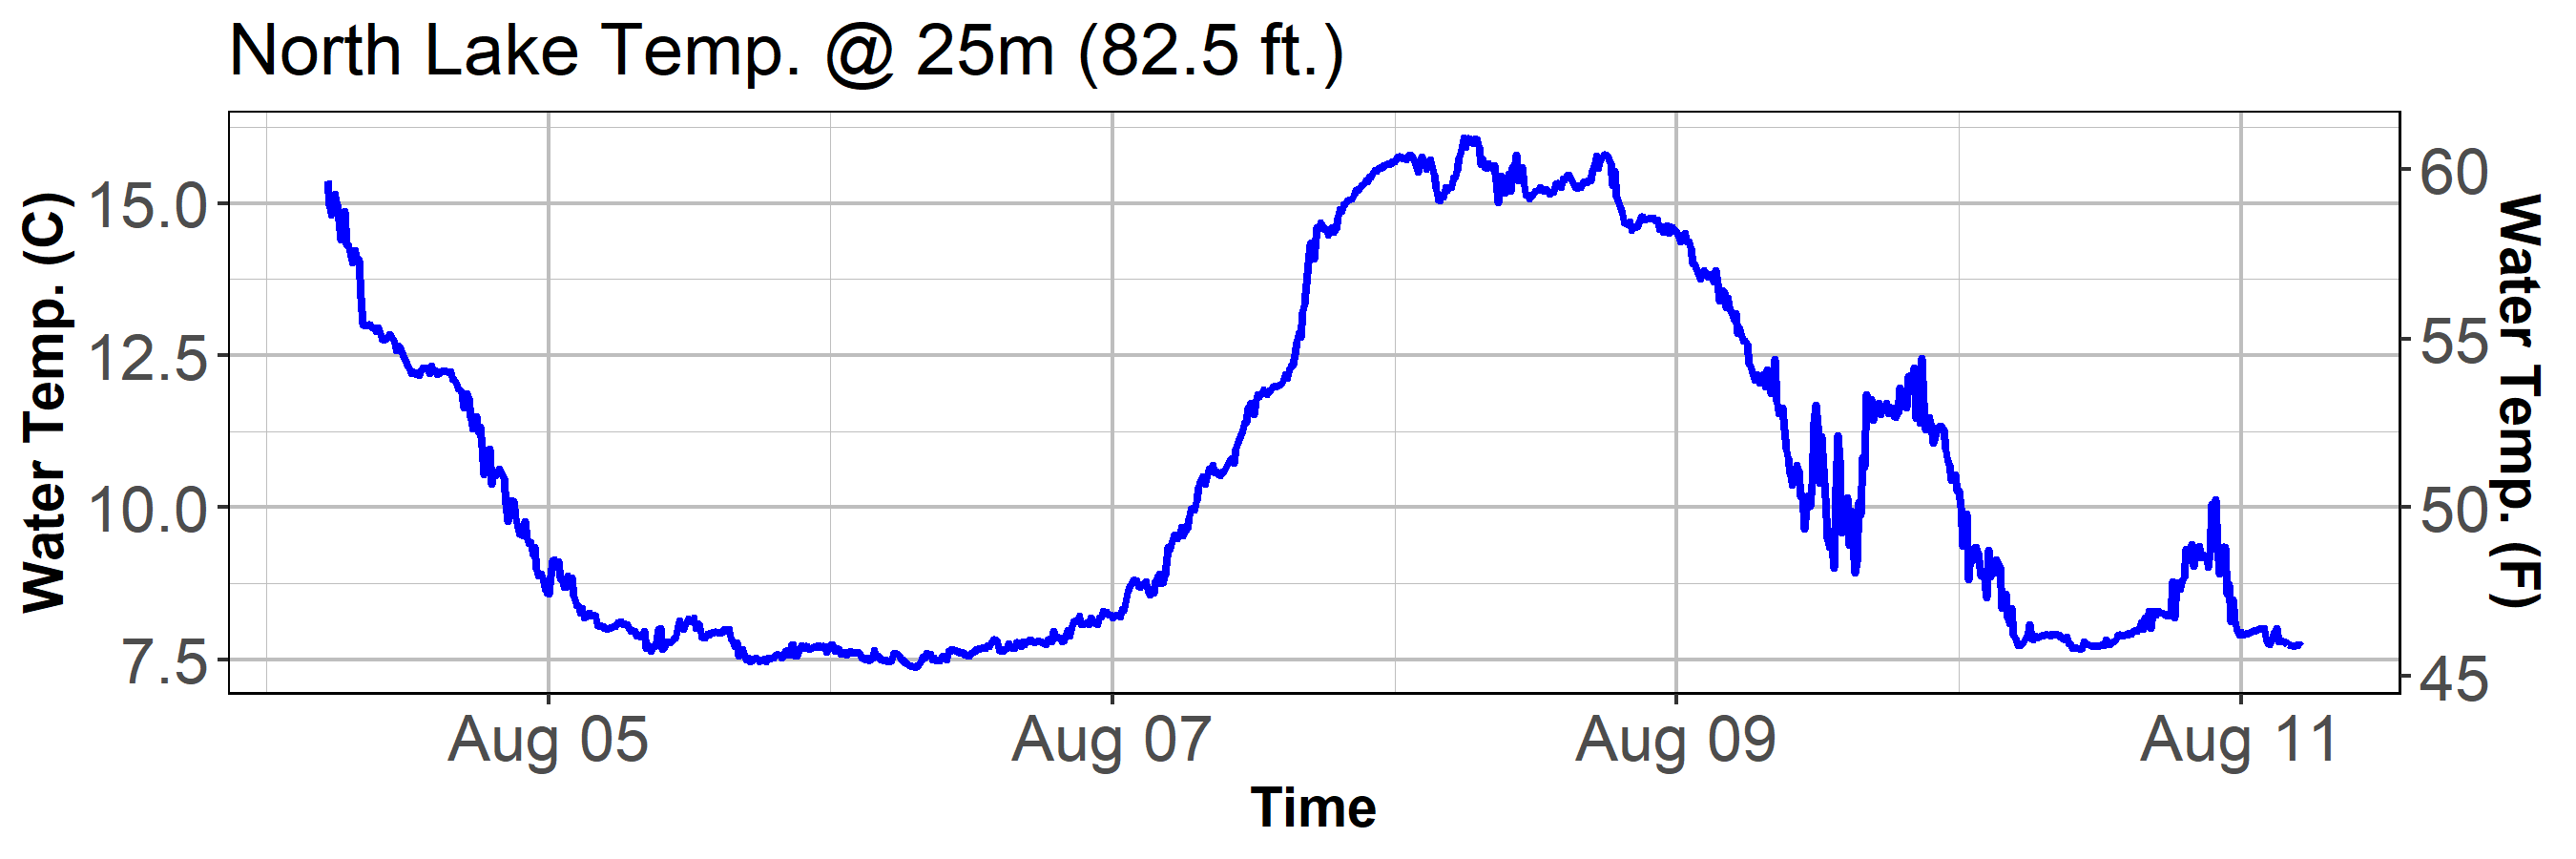 North Lake Temp. @ 25m (82.5 ft.)
Water Temp. (C)
15.0
12.5
10.0
7.5
60
55
50
45
Water Temp. (F)
Aug 05 Aug 07 Aug 09 Aug 11
Time